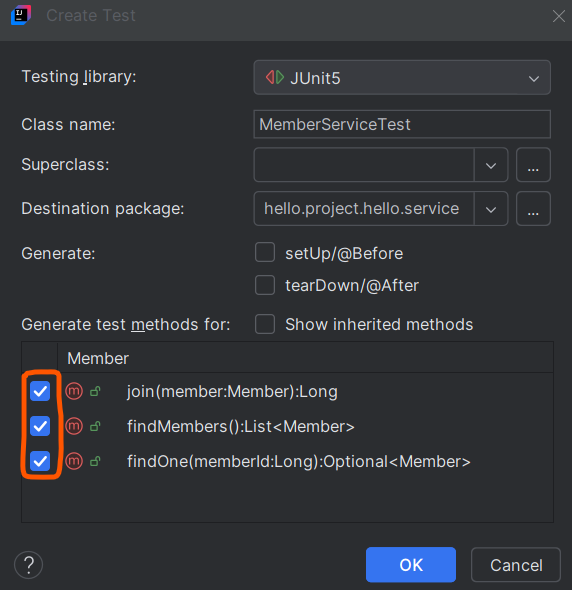 Create Test
Testing library: JUnit5
Class name: MemberServiceTest
Superclass: ...
Destination package: hello.project.hello.service ...
Generate: setUp/@Before
tearDown/@After
Generate test methods for: Show inherited methods
Member
m join(member:Member):Long
m findMembers():List<Member>
m findOne(memberId:Long):Optional<Member>
? OK Cancel